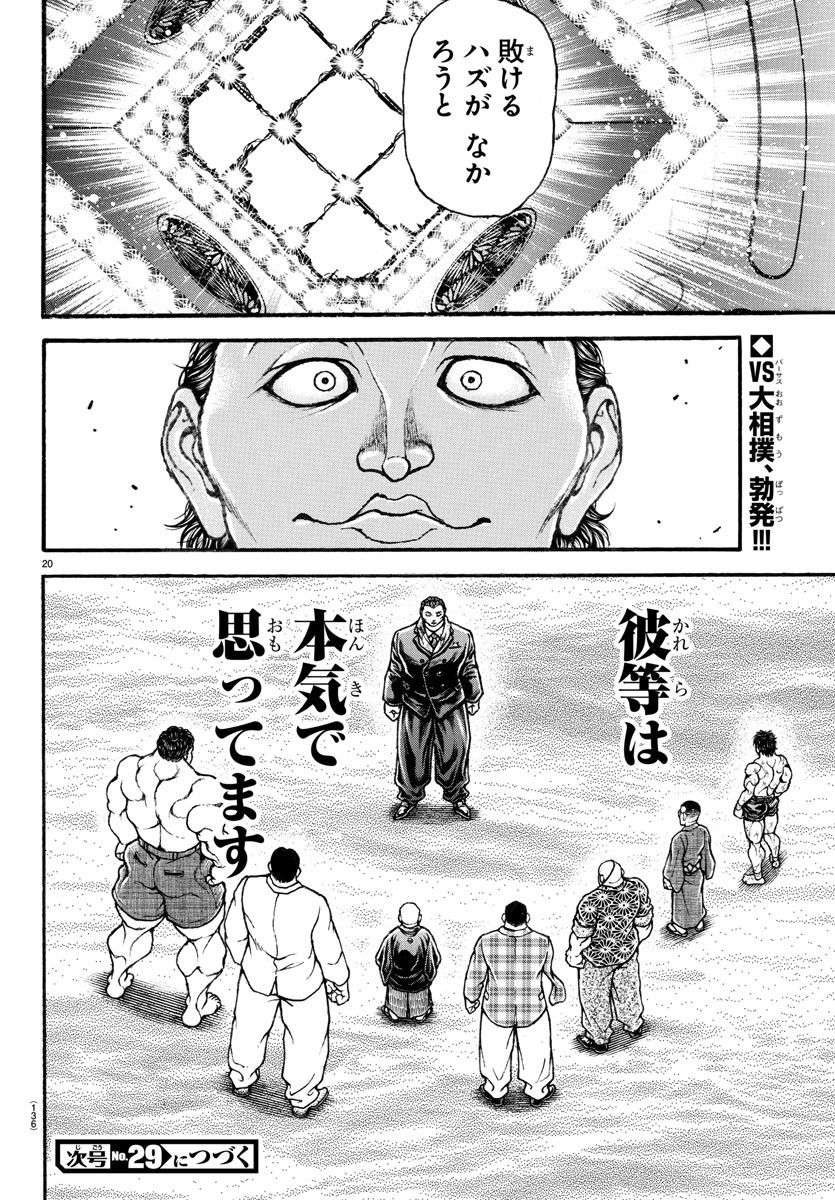 敗ける
ハズが なか
ろうと
◆VS大相撲、勃発!!!
20
彼等は
本気で
思ってます
(136)
次号No.29につづく